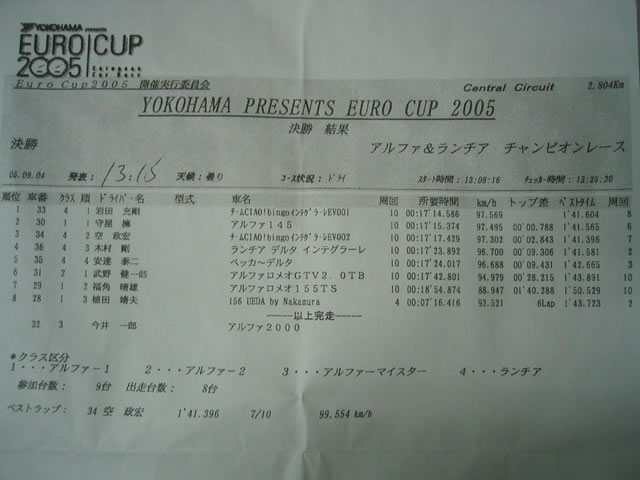 YOKOHAMA presents
EURO CUP
2005 European Car Race
Euro Cup2005 開催実行委員会 Central Circuit 2.804Km
YOKOHAMA PRESENTS EURO CUP 2005
決勝 結果
決勝 アルファ&ランチア チャンピオンレース
05.09.04 発表: 13:15 天候:曇り コース状況: ドライ スタート時間:13:08:16 チェッカー時間:13:25:30
順位 車番 クラス 順 ドライバー名 型式 車名 周回 所要時間 km/h トップ差 ベストタイム 周回
1 33 4 1 岩田 充剛 チームCIAO!bingoインテグラーレEVO01 10 00:17'14.586 97.569 1'41.604 8
2 30 1 1 守屋 アルファ145 10 00:17'15.374 97.495 00'00.788 1'41.565 6
3 34 4 2 空 政宏 チームCIAO!bingoインテグラーレEVO02 10 00:17'17.429 97.302 00'02.843 1'41.396 7
4 36 4 3 木村 剛 ランチア デルタ インテグラーレ 10 00:17'23.892 96.700 00'09.306 1'41.581 2
5 35 4 4 安達 泰二 ベッカーデルタ 10 00:17'24.017 96.688 00'09.431 1'42.665 3
6 31 2 1 武野 健一郎 アルファロメオGTV2.0TB 10 00:17'42.801 94.979 00'28.215 1'43.891 10
7 29 1 2 福角 晴雄 アルファロメオ155TS 10 00:18'54.874 88.947 01'40.288 1'50.529 10
8 28 1 3 植田 靖夫 156 UEDA by Nakamura 4 00:07'16.416 92.521 6Lap 1'43.723 2
-----以上完走-----
32 3 今井 一郎 アルファ2000
*クラス区分
1・・・アルファー1 2・・・アルファー2 3・・・アルファーマイスター 4・・・ランチア
参加台数: 9台 出走台数: 8台
ベストラップ: 34 空 政宏 1'41.396 7/10 99.554 km/h